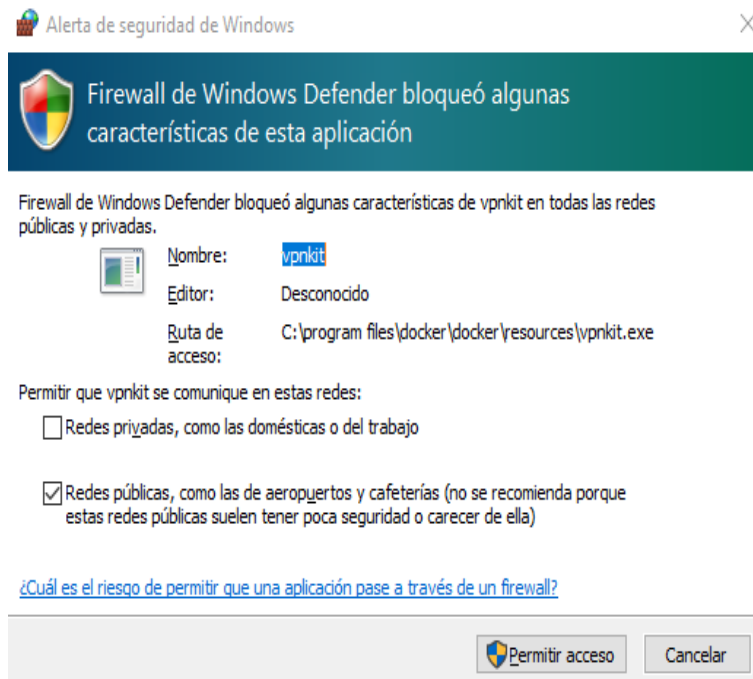 Alerta de seguridad de Windows
Firewall de Windows Defender bloqueó algunas
características de esta aplicación
Firewall de Windows Defender bloqueó algunas características de vpnkit en todas las redes
públicas y privadas.
Nombre: vpnkit
Editor: Desconocido
Ruta de acceso: C:\program files\docker\docker\resources\vpnkit.exe
Permitir que vpnkit se comunique en estas redes:
Redes privadas, como las domésticas o del trabajo
Redes públicas, como las de aeropuertos y cafeterías (no se recomienda porque
estas redes públicas suelen tener poca seguridad o carecer de ella)
¿Cuál es el riesgo de permitir que una aplicación pase a través de un firewall?
Permitir acceso Cancelar